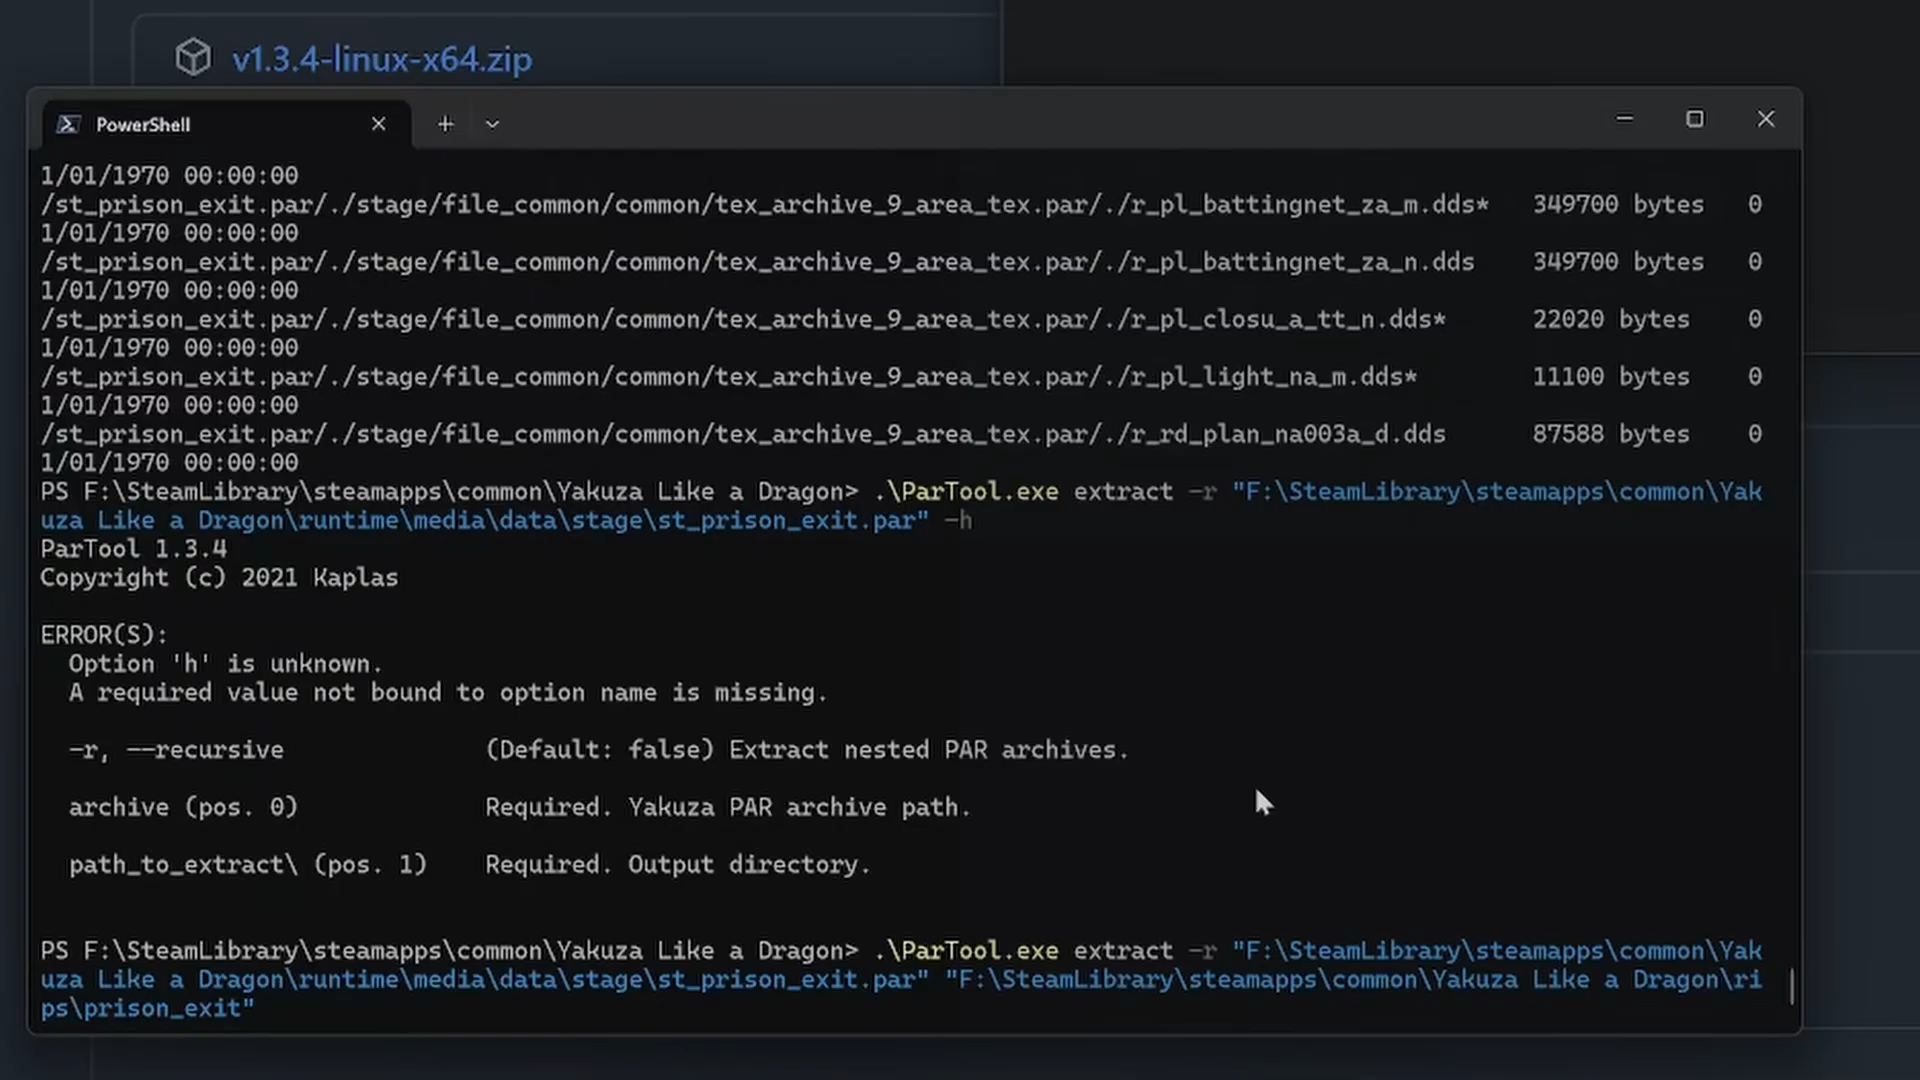 v1.3.4-linux-x64.zip
PowerShell
1/01/1970 00:00:00
/st_prison_exit.par/./stage/file_common/common/tex_archive_9_area_tex.par/./r_pl_battingnet_za_m.dds* 349700 bytes 0
1/01/1970 00:00:00
/st_prison_exit.par/./stage/file_common/common/tex_archive_9_area_tex.par/./r_pl_battingnet_za_n.dds 349700 bytes 0
1/01/1970 00:00:00
/st_prison_exit.par/./stage/file_common/common/tex_archive_9_area_tex.par/./r_pl_closu_a_tt_n.dds* 22020 bytes 0
1/01/1970 00:00:00
/st_prison_exit.par/./stage/file_common/common/tex_archive_9_area_tex.par/./r_pl_light_na_m.dds* 11100 bytes 0
1/01/1970 00:00:00
/st_prison_exit.par/./stage/file_common/common/tex_archive_9_area_tex.par/./r_rd_plan_na003a_d.dds 87588 bytes 0
1/01/1970 00:00:00
PS F:\SteamLibrary\steamapps\common\Yakuza Like a Dragon> .\ParTool.exe extract -r "F:\SteamLibrary\steamapps\common\Yak
uza Like a Dragon\runtime\media\data\stage\st_prison_exit.par" -h
ParTool 1.3.4
Copyright (c) 2021 Kaplas
ERROR(S):
Option 'h' is unknown.
A required value not bound to option name is missing.
-r, --recursive (Default: false) Extract nested PAR archives.
archive (pos. 0) Required. Yakuza PAR archive path.
path_to_extract\ (pos. 1) Required. Output directory.
PS F:\SteamLibrary\steamapps\common\Yakuza Like a Dragon> .\ParTool.exe extract -r "F:\SteamLibrary\steamapps\common\Yak
uza Like a Dragon\runtime\media\data\stage\st_prison_exit.par" "F:\SteamLibrary\steamapps\common\Yakuza Like a Dragon\ri
ps\prison_exit"